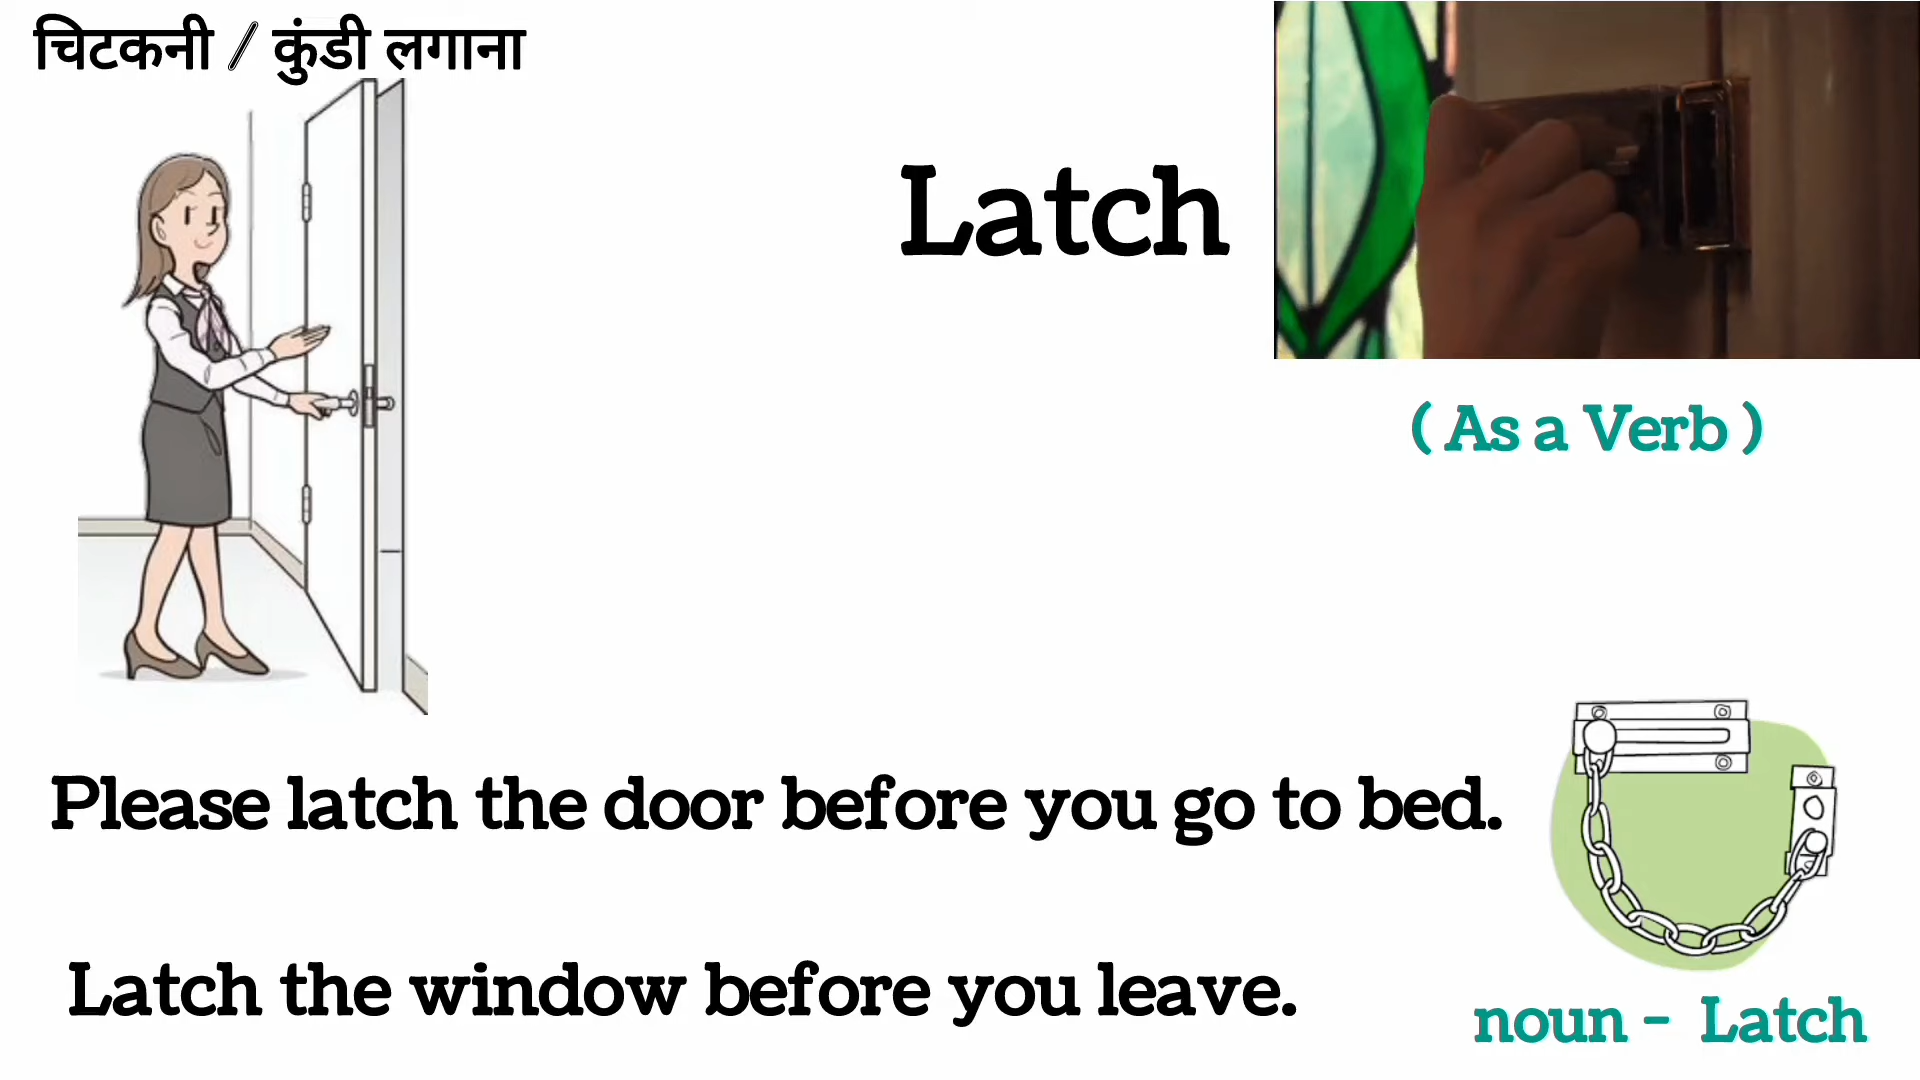 चिटकनी / कुंडी लगाना
Latch
( As a Verb )
Please latch the door before you go to bed.
Latch the window before you leave.
noun - Latch